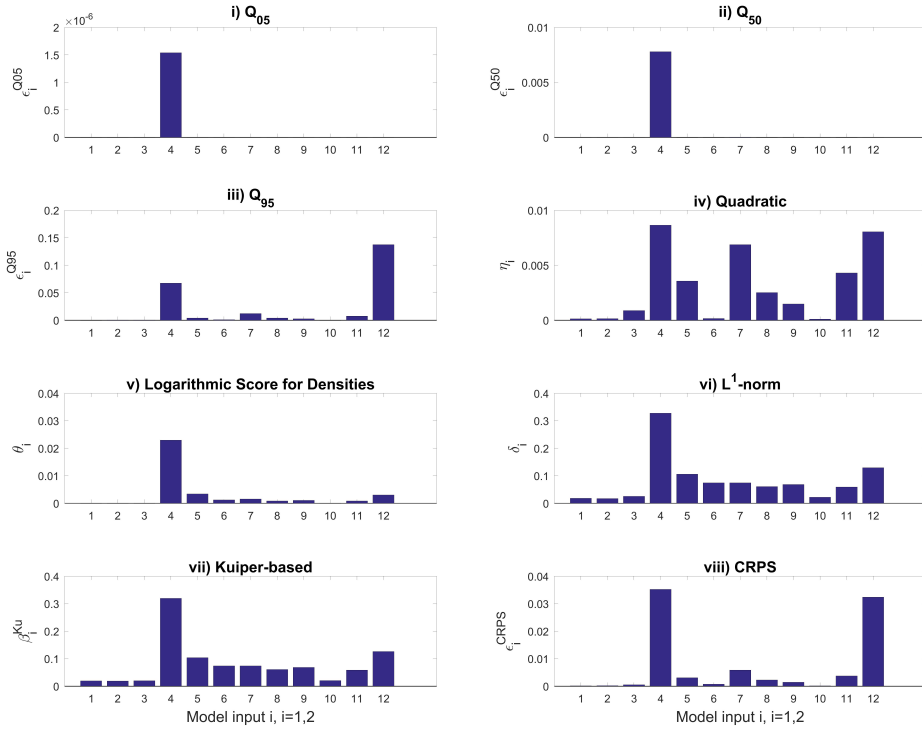 i) Q05
×10^-6
2
1.5
1
0.5
0
ϵ_i^Q05
1 2 3 4 5 6 7 8 9 10 11 12
ii) Q50
0.01
0.005
0
ϵ_i^Q50
1 2 3 4 5 6 7 8 9 10 11 12
iii) Q95
0.2
0.15
0.1
0.05
0
ϵ_i^Q95
1 2 3 4 5 6 7 8 9 10 11 12
iv) Quadratic
0.01
0.005
0
η_i
1 2 3 4 5 6 7 8 9 10 11 12
v) Logarithmic Score for Densities
0.04
0.03
0.02
0.01
0
θ_i
1 2 3 4 5 6 7 8 9 10 11 12
vi) L^1-norm
0.4
0.3
0.2
0.1
0
δ_i
1 2 3 4 5 6 7 8 9 10 11 12
vii) Kuiper-based
0.4
0.3
0.2
0.1
0
β_i^Ku
1 2 3 4 5 6 7 8 9 10 11 12
Model input i, i=1,2
viii) CRPS
0.04
0.03
0.02
0.01
0
ϵ_i^CRPS
1 2 3 4 5 6 7 8 9 10 11 12
Model input i, i=1,2